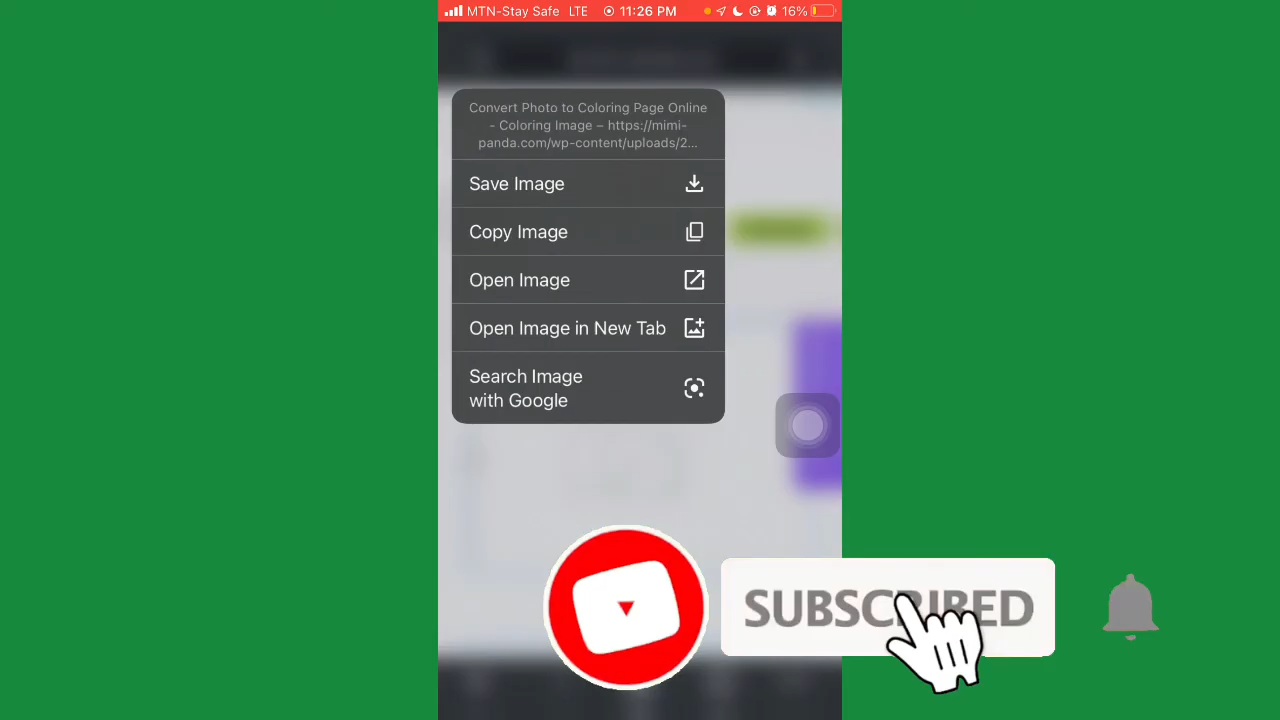 MTN-Stay Safe LTE 11:26 PM 16%
Convert Photo to Coloring Page Online
- Coloring Image – https://mimi-
panda.com/wp-content/uploads/2...
Save Image
Copy Image
Open Image
Open Image in New Tab
Search Image
with Google
SUBSCRIBED